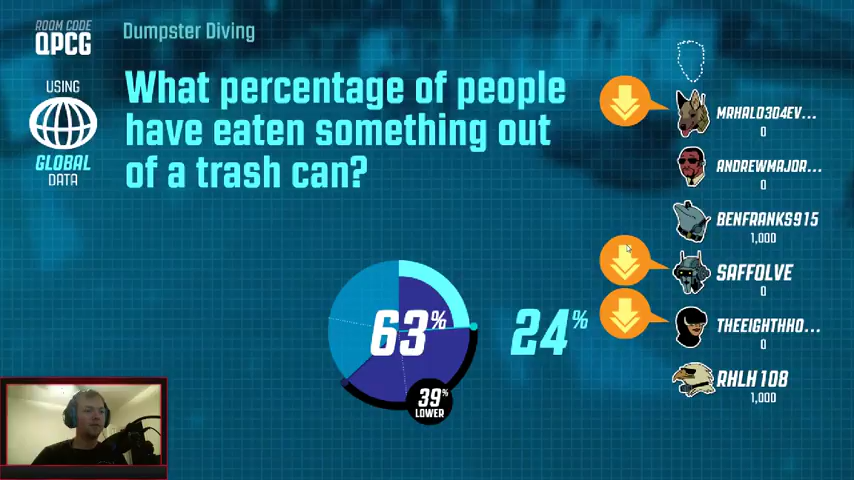 ROOM CODE
QPCG
Dumpster Diving
USING
GLOBAL
DATA
What percentage of people
have eaten something out
of a trash can?
63%
24%
39%
LOWER
MRHALO304EV...
0
ANDREWMAJOR...
0
BENFRANKS915
1,000
SAFFOLVE
0
THEEIGHTHHO...
0
RHLH108
1,000